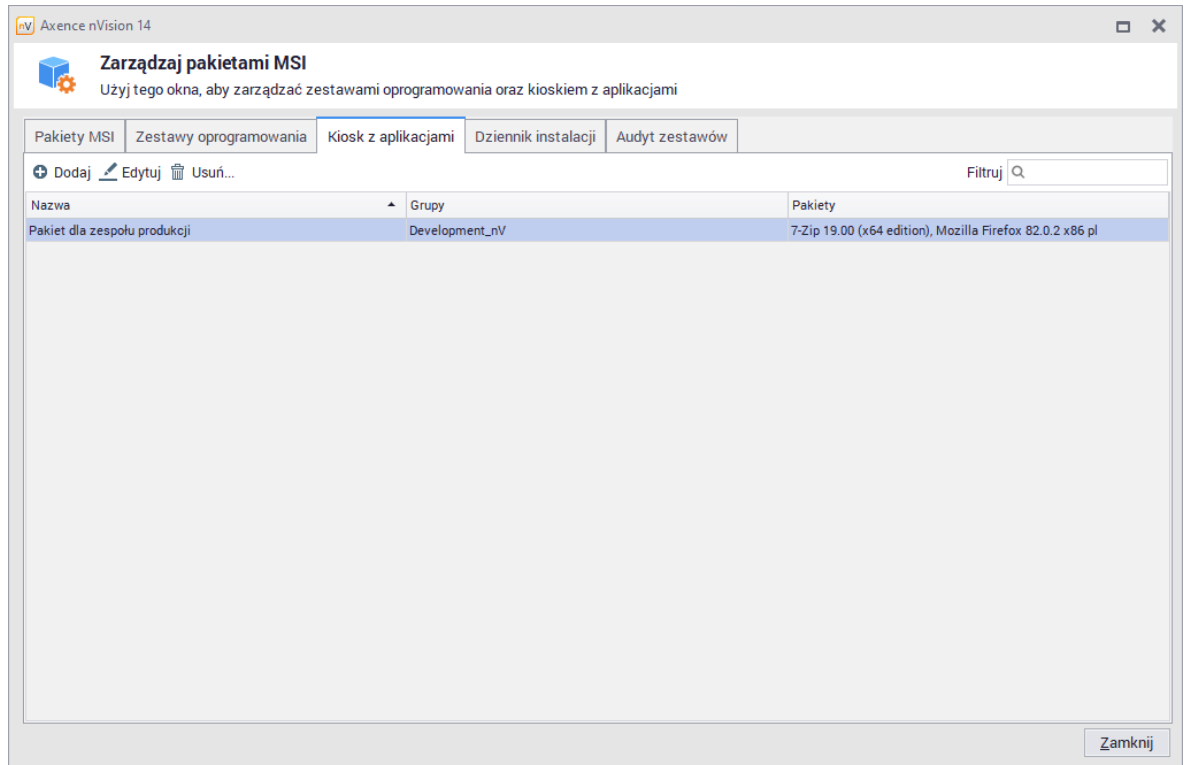 nV Axence nVision 14
Zarządzaj pakietami MSI
Użyj tego okna, aby zarządzać zestawami oprogramowania oraz kioskiem z aplikacjami
Pakiety MSI Zestawy oprogramowania Kiosk z aplikacjami Dziennik instalacji Audyt zestawów
Dodaj Edytuj Usuń... Filtruj
Nazwa Grupy Pakiety
Pakiet dla zespołu produkcji Development_nV 7-Zip 19.00 (x64 edition), Mozilla Firefox 82.0.2 x86 pl
Zamknij